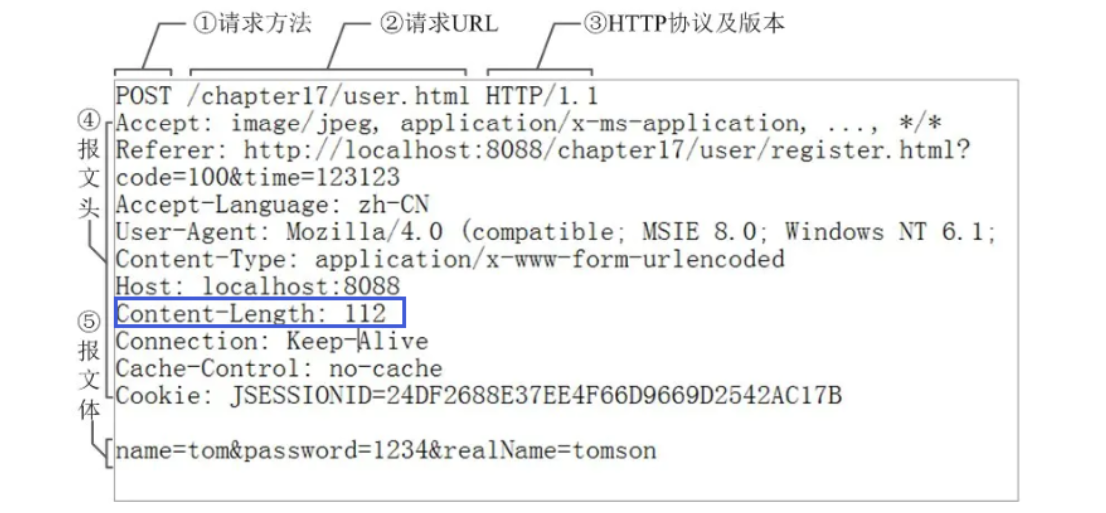 ①请求方法 ②请求URL ③HTTP协议及版本
POST /chapter17/user.html HTTP/1.1
④报文头
Accept: image/jpeg, application/x-ms-application, ..., */*
Referer: http://localhost:8088/chapter17/user/register.html?
code=100&time=123123
Accept-Language: zh-CN
User-Agent: Mozilla/4.0 (compatible; MSIE 8.0; Windows NT 6.1;
Content-Type: application/x-www-form-urlencoded
Host: localhost:8088
Content-Length: 112
Connection: Keep-Alive
Cache-Control: no-cache
Cookie: JSESSIONID=24DF2688E37EE4F66D9669D2542AC17B
⑤报文体
name=tom&password=1234&realName=tomson